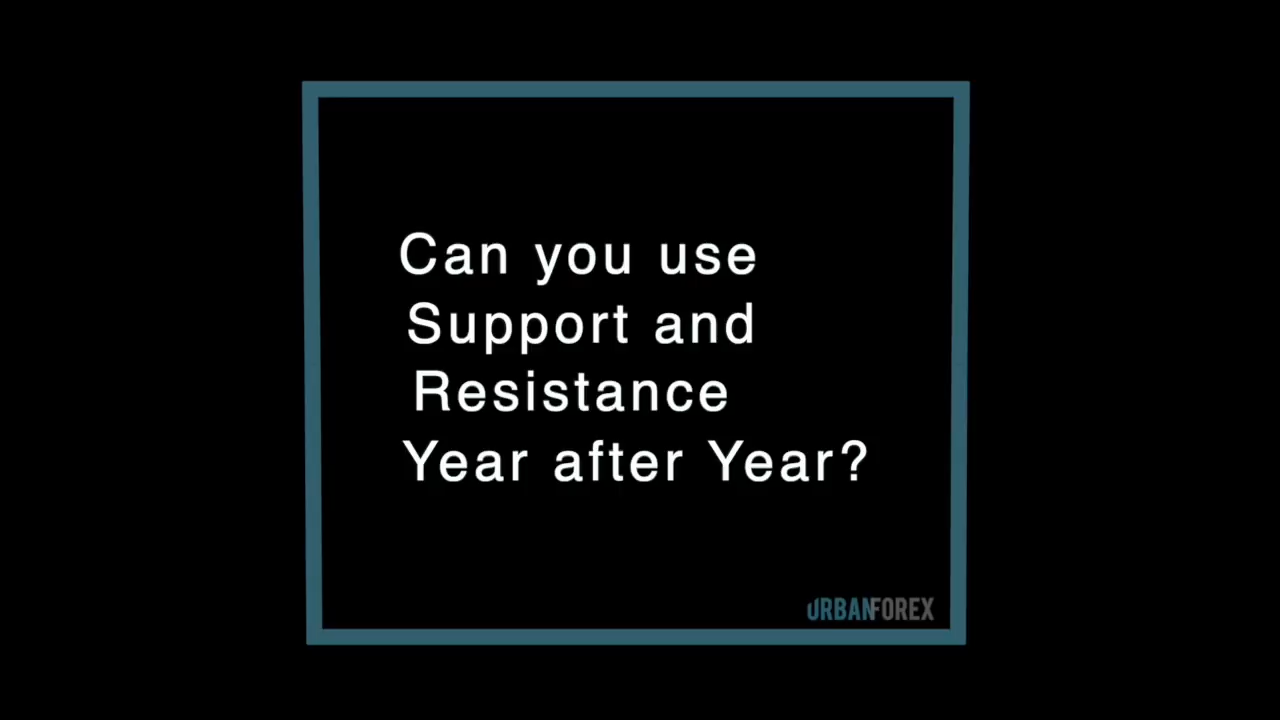 Can you use
Support and
Resistance
Year after Year?
URBANFOREX